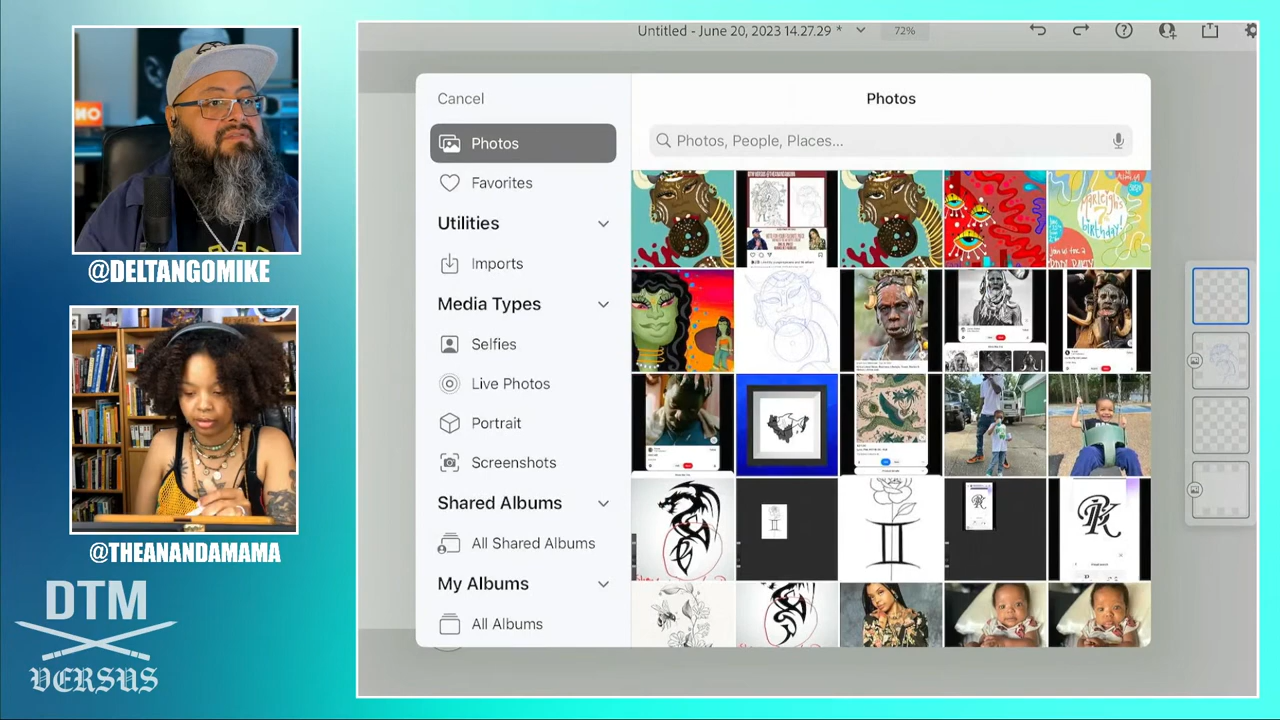 @DELTANGOMIKE
@THEANANDAMAMA
DTM
VERSUS
Untitled - June 20, 2023 14.27.29 *
72%
Cancel
Photos
Favorites
Utilities
Imports
Media Types
Selfies
Live Photos
Portrait
Screenshots
Shared Albums
All Shared Albums
My Albums
All Albums
Photos
Photos, People, Places...
birthday!